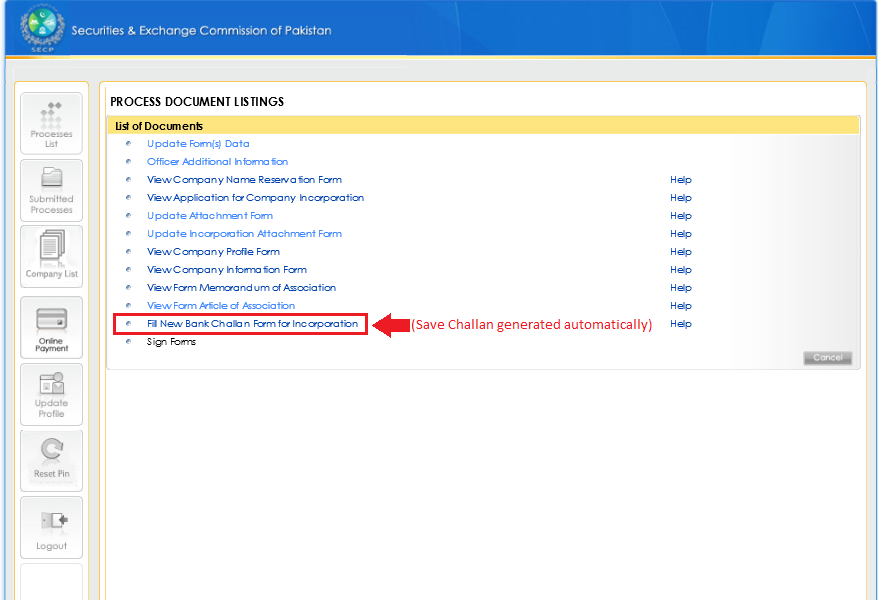 Securities & Exchange Commission of Pakistan
SECP
PROCESS DOCUMENT LISTINGS
List of Documents
Update Form(s) Data
Officer Additional Information
View Company Name Reservation Form Help
View Application for Company Incorporation Help
Update Attachment Form Help
Update Incorporation Attachment Form Help
View Company Profile Form Help
View Company Information Form Help
View Form Memorandum of Association Help
View Form Article of Association Help
Fill New Bank Challan Form for Incorporation (Save Challan generated automatically) Help
Sign Forms
Cancel
Processes
List
Submitted
Processes
Company List
Online
Payment
Update
Profile
Reset Pin
Logout